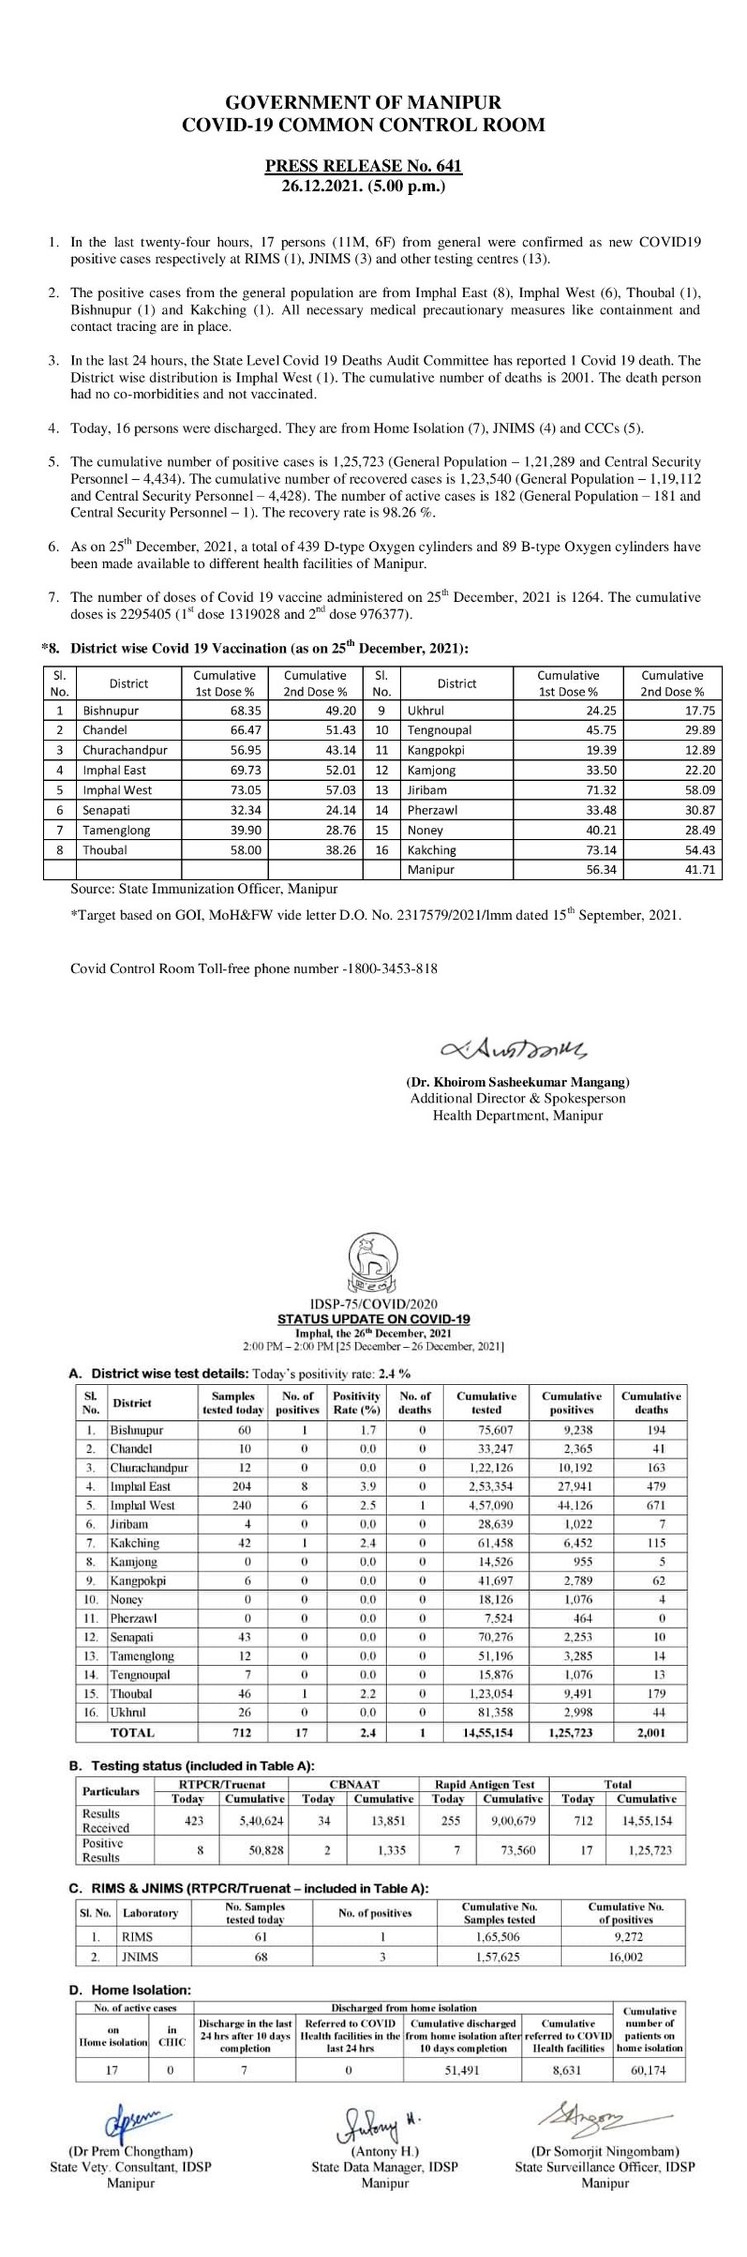 GOVERNMENT OF MANIPUR
COVID-19 COMMON CONTROL ROOM
PRESS RELEASE No. 641
26.12.2021. (5.00 p.m.)
1. In the last twenty-four hours, 17 persons (11M, 6F) from general were confirmed as new COVID19
positive cases respectively at RIMS (1), JNIMS (3) and other testing centres (13).
2. The positive cases from the general population are from Imphal East (8), Imphal West (6), Thoubal (1),
Bishnupur (1) and Kakching (1). All necessary medical precautionary measures like containment and
contact tracing are in place.
3. In the last 24 hours, the State Level Covid 19 Deaths Audit Committee has reported 1 Covid 19 death. The
District wise distribution is Imphal West (1). The cumulative number of deaths is 2001. The death person
had no co-morbidities and not vaccinated.
4. Today, 16 persons were discharged. They are from Home Isolation (7), JNIMS (4) and CCCs (5).
5. The cumulative number of positive cases is 1,25,723 (General Population – 1,21,289 and Central Security
Personnel – 4,434). The cumulative number of recovered cases is 1,23,540 (General Population – 1,19,112
and Central Security Personnel – 4,428). The number of active cases is 182 (General Population – 181 and
Central Security Personnel – 1). The recovery rate is 98.26 %.
6. As on 25th December, 2021, a total of 439 D-type Oxygen cylinders and 89 B-type Oxygen cylinders have
been made available to different health facilities of Manipur.
7. The number of doses of Covid 19 vaccine administered on 25th December, 2021 is 1264. The cumulative
doses is 2295405 (1st dose 1319028 and 2nd dose 976377).
*8. District wise Covid 19 Vaccination (as on 25th December, 2021):
Sl. No. District Cumulative 1st Dose % Cumulative 2nd Dose % Sl. No. District Cumulative 1st Dose % Cumulative 2nd Dose %
1 Bishnupur 68.35 49.20 9 Ukhrul 24.25 17.75
2 Chandel 66.47 51.43 10 Tengnoupal 45.75 29.89
3 Churachandpur 56.95 43.14 11 Kangpokpi 19.39 12.89
4 Imphal East 69.73 52.01 12 Kamjong 33.50 22.20
5 Imphal West 73.05 57.03 13 Jiribam 71.32 58.09
6 Senapati 32.34 24.14 14 Pherzawl 33.48 30.87
7 Tamenglong 39.90 28.76 15 Noney 40.21 28.49
8 Thoubal 58.00 38.26 16 Kakching 73.14 54.43
Manipur 56.34 41.71
Source: State Immunization Officer, Manipur
*Target based on GOI, MoH&FW vide letter D.O. No. 2317579/2021/Imm dated 15th September, 2021.
Covid Control Room Toll-free phone number -1800-3453-818
(Dr. Khoirom Sasheekumar Mangang)
Additional Director & Spokesperson
Health Department, Manipur
IDSP-75/COVID/2020
STATUS UPDATE ON COVID-19
Imphal, the 26th December, 2021
2:00 PM – 2:00 PM [25 December – 26 December, 2021]
A. District wise test details: Today's positivity rate: 2.4 %
Sl. No. District Samples tested today No. of positives Positivity Rate (%) No. of deaths Cumulative tested Cumulative positives Cumulative deaths
1. Bishnupur 60 1 1.7 0 75,607 9,238 194
2. Chandel 10 0 0.0 0 33,247 2,365 41
3. Churachandpur 12 0 0.0 0 1,22,126 10,192 163
4. Imphal East 204 8 3.9 0 2,53,354 27,941 479
5. Imphal West 240 6 2.5 1 4,57,090 44,126 671
6. Jiribam 4 0 0.0 0 28,639 1,022 7
7. Kakching 42 1 2.4 0 61,458 6,452 115
8. Kamjong 0 0 0.0 0 14,526 955 5
9. Kangpokpi 6 0 0.0 0 41,697 2,789 62
10. Noney 0 0 0.0 0 18,126 1,076 4
11. Pherzawl 0 0 0.0 0 7,524 464 0
12. Senapati 43 0 0.0 0 70,276 2,253 10
13. Tamenglong 12 0 0.0 0 51,196 3,285 14
14. Tengnoupal 7 0 0.0 0 15,876 1,076 13
15. Thoubal 46 1 2.2 0 1,23,054 9,491 179
16. Ukhrul 26 0 0.0 0 81,358 2,998 44
TOTAL 712 17 2.4 1 14,55,154 1,25,723 2,001
B. Testing status (included in Table A):
Particulars RTPCR/Truenat CBNAAT Rapid Antigen Test Total
Today Cumulative Today Cumulative Today Cumulative Today Cumulative
Results Received 423 5,40,624 34 13,851 255 9,00,679 712 14,55,154
Positive Results 8 50,828 2 1,335 7 73,560 17 1,25,723
C. RIMS & JNIMS (RTPCR/Truenat – included in Table A):
Sl. No. Laboratory No. Samples tested today No. of positives Cumulative No. Samples tested Cumulative No. of positives
1. RIMS 61 1 1,65,506 9,272
2. JNIMS 68 3 1,57,625 16,002
D. Home Isolation:
No. of active cases Discharged from home isolation Cumulative number of patients on home isolation
on Home isolation in CHIC Discharge in the last 24 hrs after 10 days completion Referred to COVID Health facilities in the last 24 hrs Cumulative discharged from home isolation after 10 days completion Cumulative referred to COVID Health facilities
17 0 7 0 51,491 8,631 60,174
Antony H.
(Dr Prem Chongtham) (Antony H.) (Dr Somorjit Ningombam)
State Vety. Consultant, IDSP State Data Manager, IDSP State Surveillance Officer, IDSP
Manipur Manipur Manipur